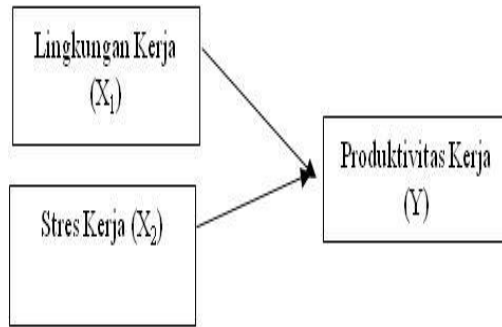 Lingkungan Kerja
(X₁)
Produktivitas Kerja
(Y)
Stres Kerja (X₂)